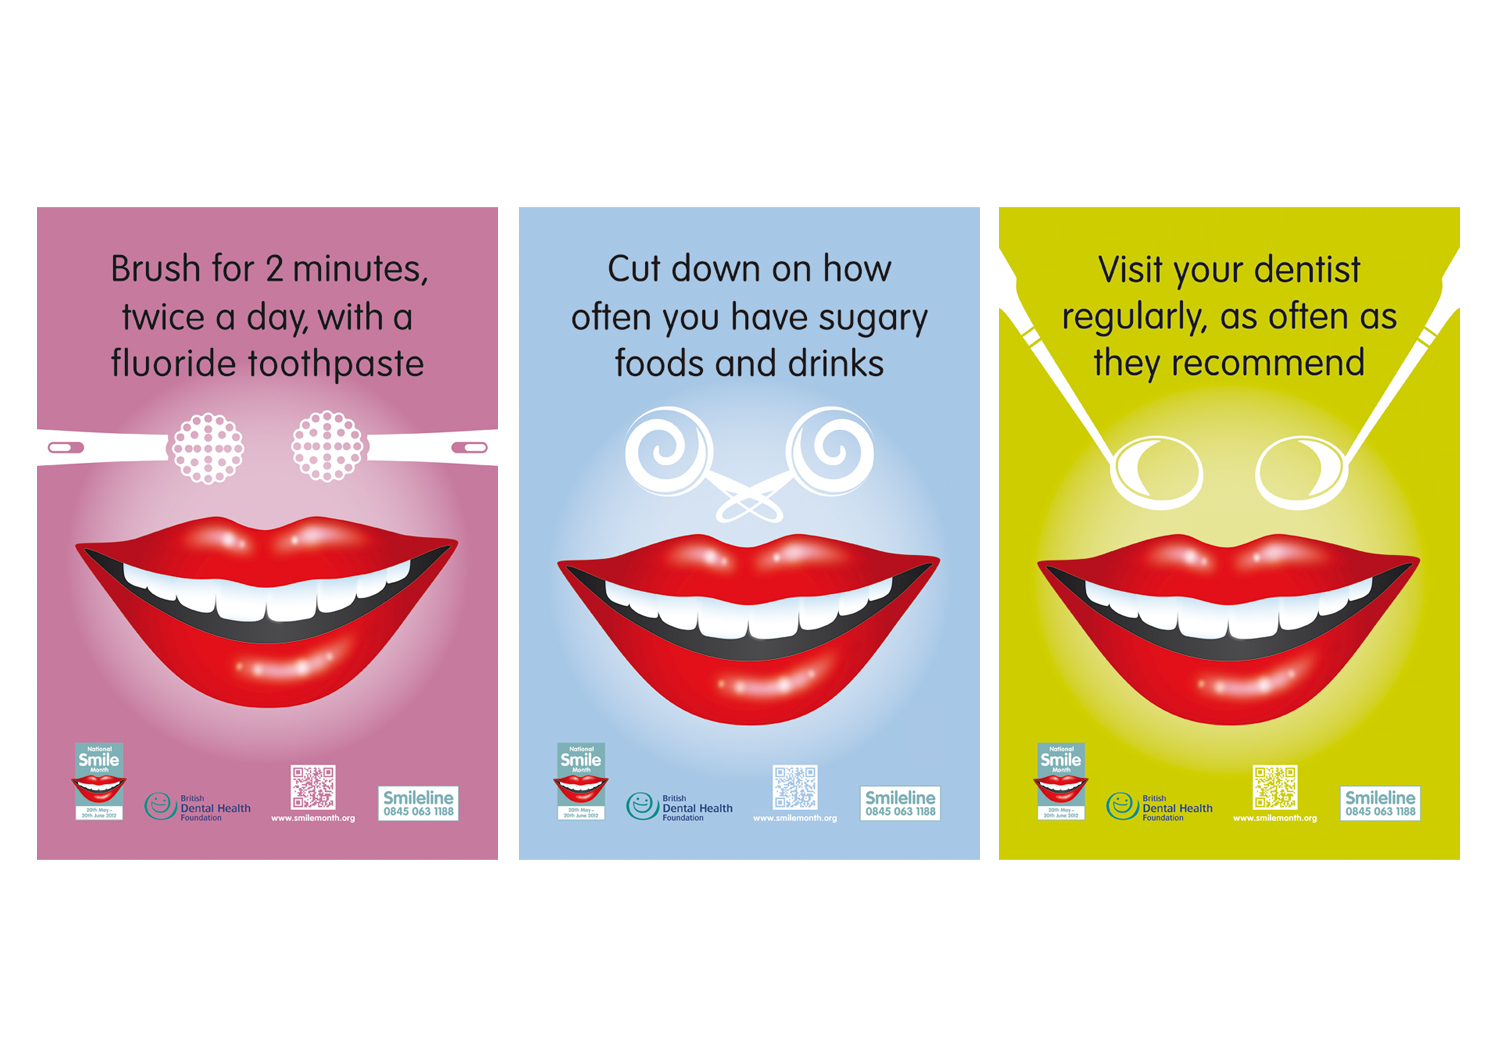 Brush for 2 minutes,
twice a day, with a
fluoride toothpaste
National
Smile
Month
20th May –
20th June 2012
British
Dental Health
Foundation
www.smilemonth.org
Smileline
0845 063 1188
Cut down on how
often you have sugary
foods and drinks
National
Smile
Month
20th May –
20th June 2012
British
Dental Health
Foundation
www.smilemonth.org
Smileline
0845 063 1188
Visit your dentist
regularly, as often as
they recommend
National
Smile
Month
20th May –
20th June 2012
British
Dental Health
Foundation
www.smilemonth.org
Smileline
0845 063 1188